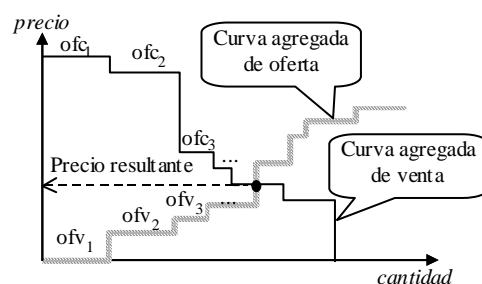 precio
ofc1
ofc2
Curva agregada
de oferta
ofc3
...
Precio resultante
Curva agregada
de venta
ofv1
ofv2
ofv3
...
cantidad